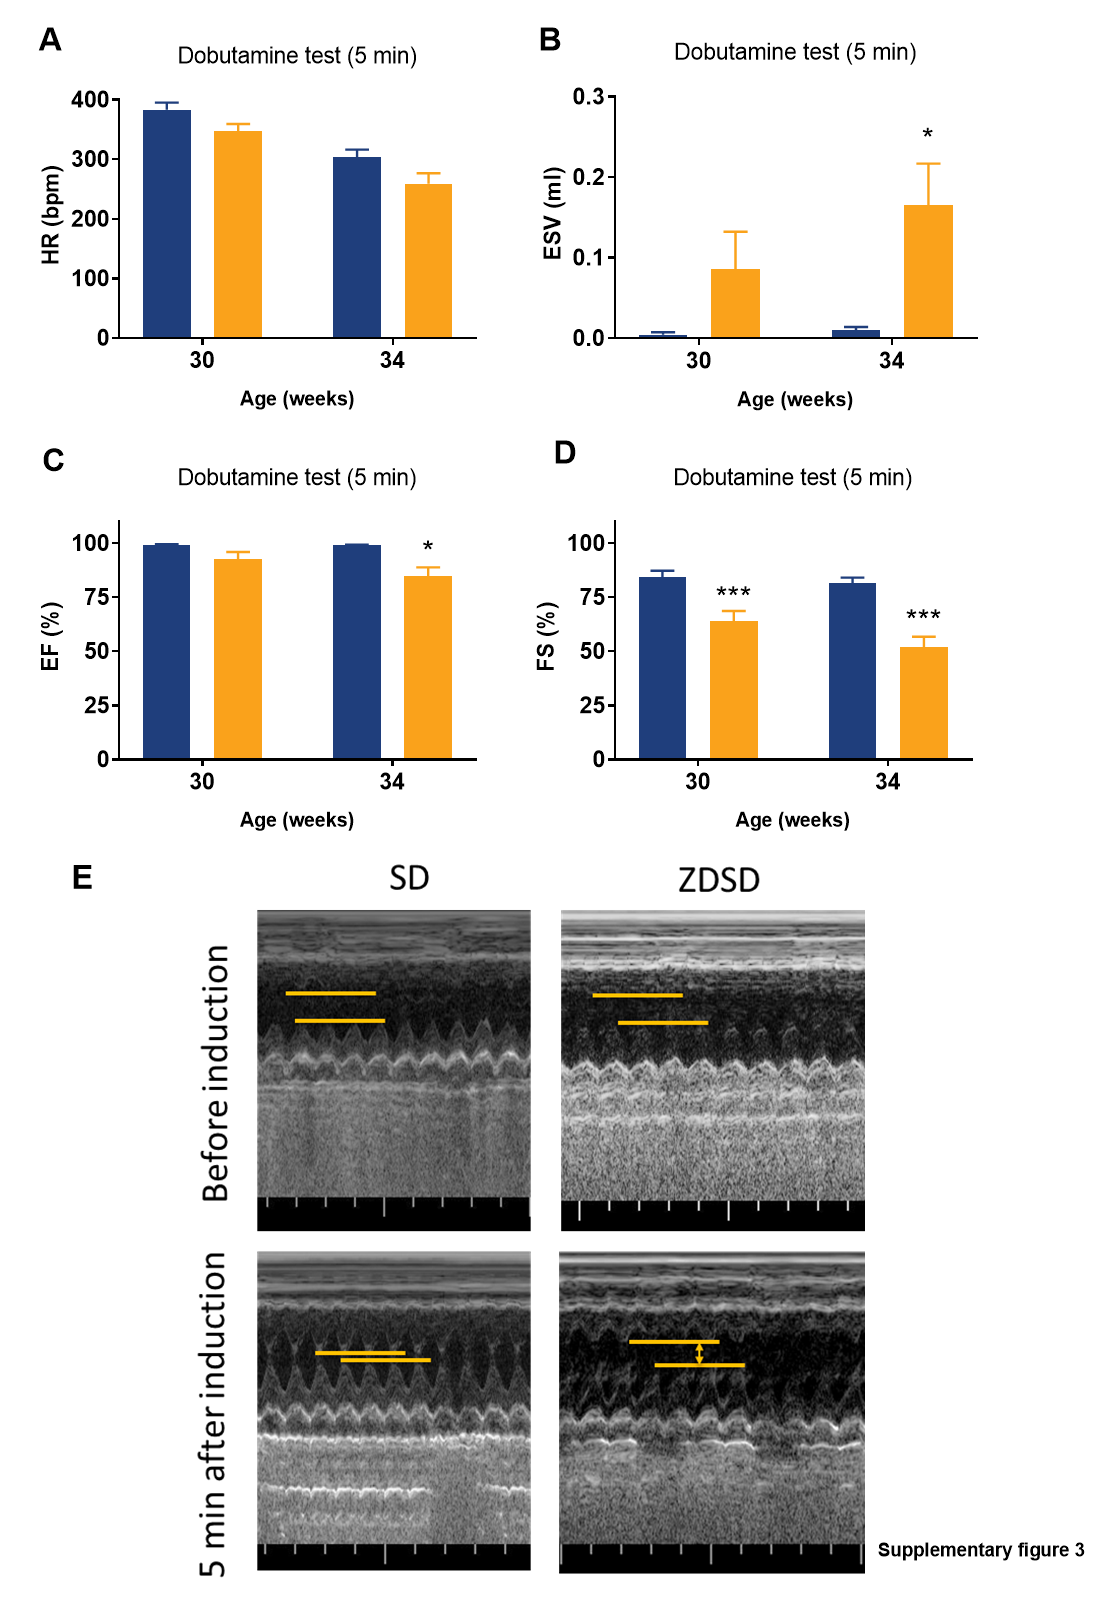 A
Dobutamine test (5 min)
400
300
200
100
0
HR (bpm)
30
34
Age (weeks)
B
Dobutamine test (5 min)
0.3
0.2
0.1
0.0
ESV (ml)
*
30
34
Age (weeks)
C
Dobutamine test (5 min)
100
75
50
25
0
EF (%)
*
30
34
Age (weeks)
D
Dobutamine test (5 min)
100
75
50
25
0
FS (%)
***
***
30
34
Age (weeks)
E
SD
ZDSD
Before induction
5 min after induction
Supplementary figure 3